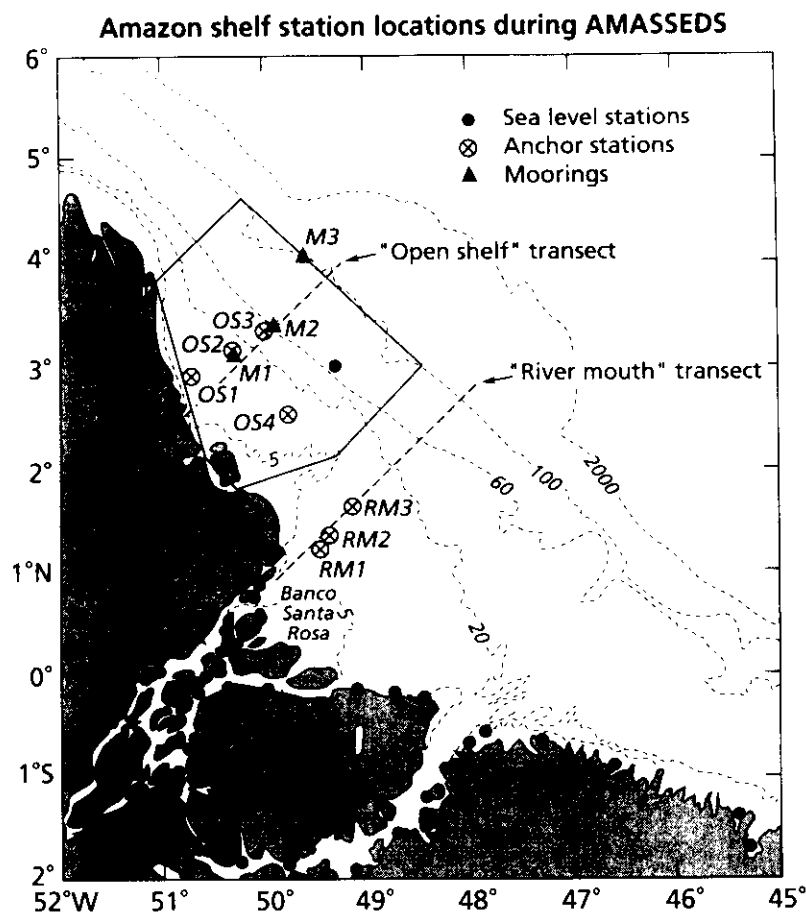 Amazon shelf station locations during AMASSEDS
6°
5°
4°
3°
2°
1°N
0°
1°S
2°
52°W
51°
50
49
48
47°
46°
45°
Sea level stations
Anchor stations
Moorings
M3
"Open shelf" transect
OS3
M2
OS2
M1
OS1
"River mouth" transect
OS4
5
60
100
2000
RM3
RM2
RM1
Banco
Santa
Rosa
5
20